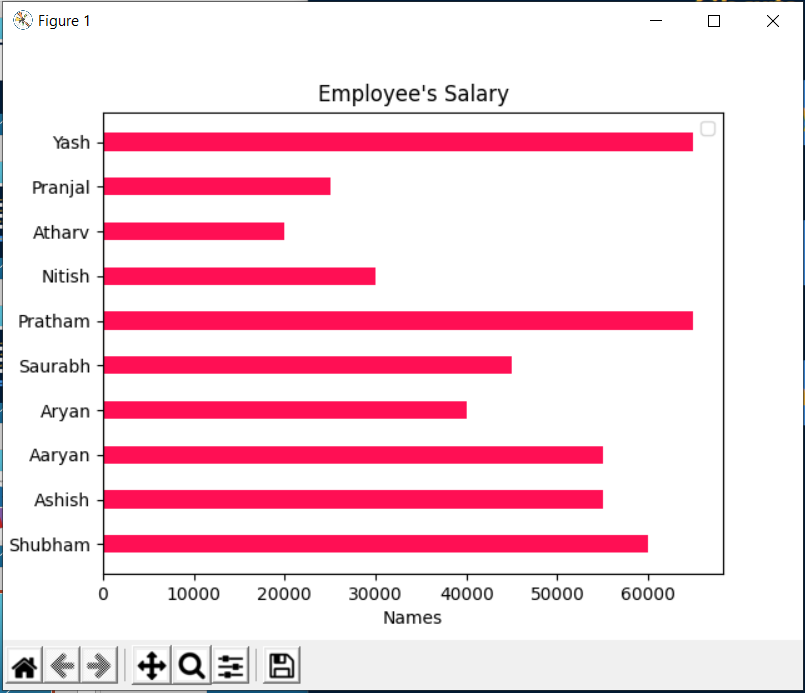 Figure 1
Employee's Salary
Yash
Pranjal
Atharv
Nitish
Pratham
Saurabh
Aryan
Aaryan
Ashish
Shubham
0 10000 20000 30000 40000 50000 60000
Names